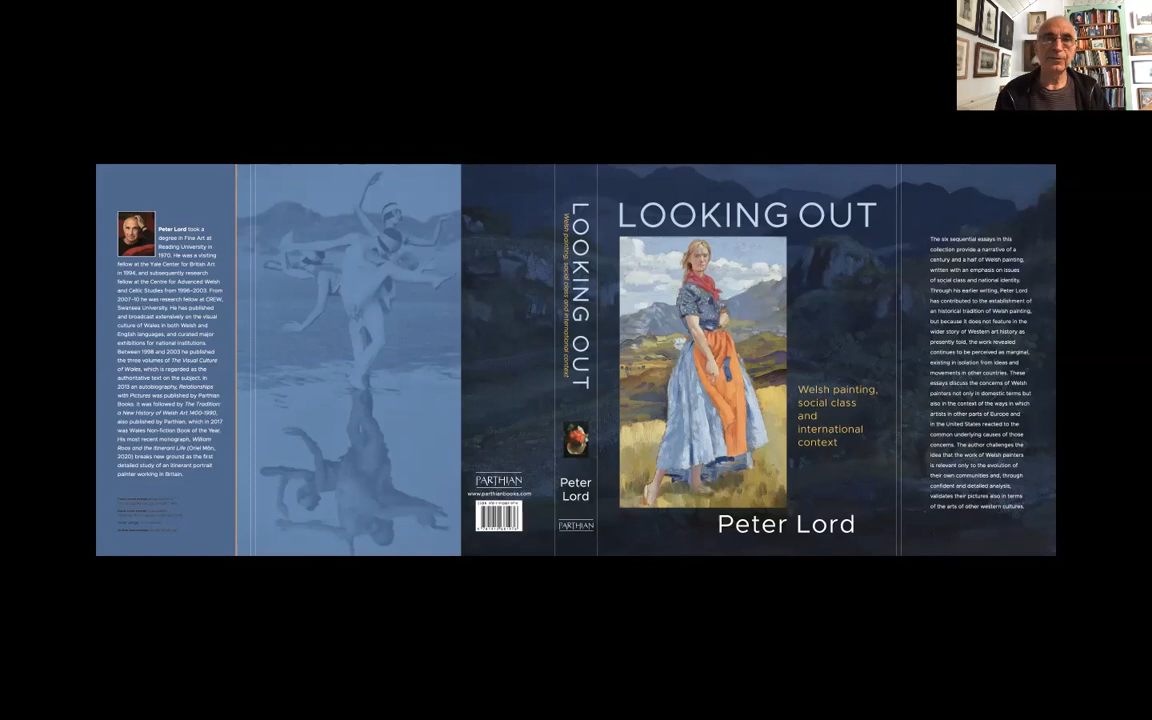 Peter Lord took a
degree in Fine Art at
Reading University in
1970. He was a visiting
fellow at the Yale Center for British Art
in 1994, and subsequently research
fellow at the Centre for Advanced Welsh
and Celtic Studies from 1996–2003. From
2007–10 he was research fellow at CREW,
Swansea University. He has published
and broadcast extensively on the visual
culture of Wales in both Welsh and
English languages, and curated major
exhibitions for national institutions.
Between 1998 and 2003 he published
the three volumes of The Visual Culture
of Wales, which is regarded as the
authoritative text on the subject. In
2013 an autobiography, Relationships
with Pictures was published by Parthian
Books. It was followed by The Tradition:
a New History of Welsh Art 1400-1990,
also published by Parthian, which in 2017
was Wales Non-fiction Book of the Year.
His most recent monograph, William
Roos and the Itinerant Life (Oriel Môn,
2020) breaks new ground as the first
detailed study of an itinerant portrait
painter working in Britain.
PARTHIAN
www.parthianbooks.com
LOOKING OUT
Welsh painting, social class and international context
Peter
Lord
PARTHIAN
LOOKING OUT
Welsh painting,
social class
and
international
context
Peter Lord
The six sequential essays in this
collection provide a narrative of a
century and a half of Welsh painting,
written with an emphasis on issues
of social class and national identity.
Through his earlier writing, Peter Lord
has contributed to the establishment of
an historical tradition of Welsh painting,
but because it does not feature in the
wider story of Western art history as
presently told, the work revealed
continues to be perceived as marginal,
existing in isolation from ideas and
movements in other countries. These
essays discuss the concerns of Welsh
painters not only in domestic terms but
also in the context of the ways in which
artists in other parts of Europe and
in the United States reacted to the
common underlying causes of those
concerns. The author challenges the
idea that the work of Welsh painters
is relevant only to the evolution of
their own communities and, through
confident and detailed analysis,
validates their pictures also in terms
of the arts of other western cultures.